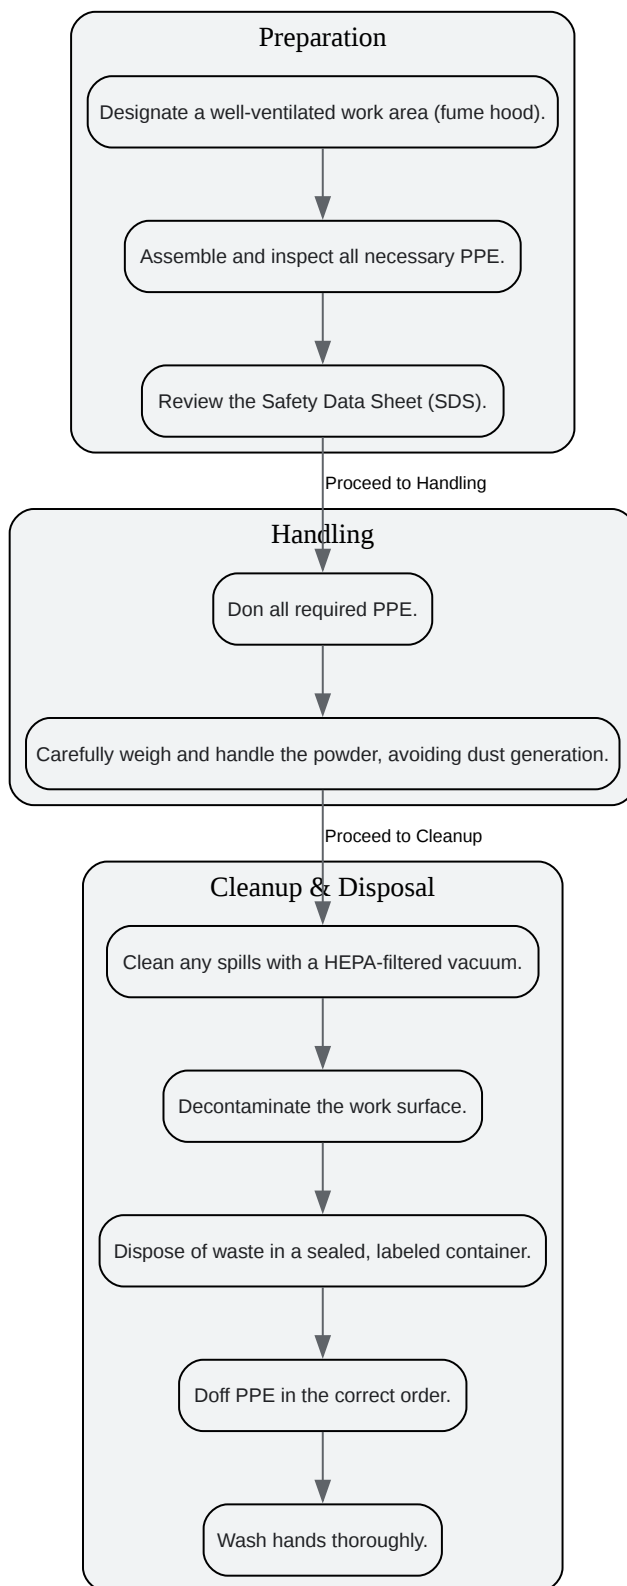 Preparation
Designate a well-ventilated work area (fume hood).
Assemble and inspect all necessary PPE.
Review the Safety Data Sheet (SDS).
Proceed to Handling
Handling
Don all required PPE.
Carefully weigh and handle the powder, avoiding dust generation.
Proceed to Cleanup
Cleanup & Disposal
Clean any spills with a HEPA-filtered vacuum.
Decontaminate the work surface.
Dispose of waste in a sealed, labeled container.
Doff PPE in the correct order.
Wash hands thoroughly.